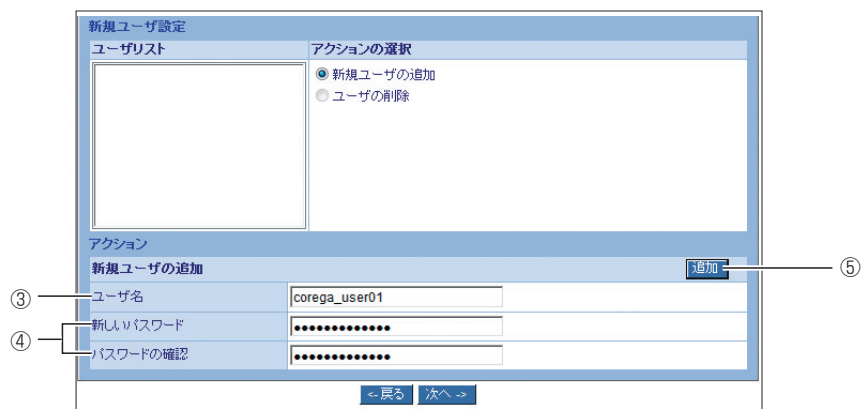 新規ユーザ設定
ユーザリスト アクションの選択
新規ユーザの追加
ユーザの削除
アクション
新規ユーザの追加 追加 ⑤
③ ユーザ名 corega_user01
④ 新しいパスワード ●●●●●●●●●●●●●
パスワードの確認 ●●●●●●●●●●●●●
<-戻る 次へ->